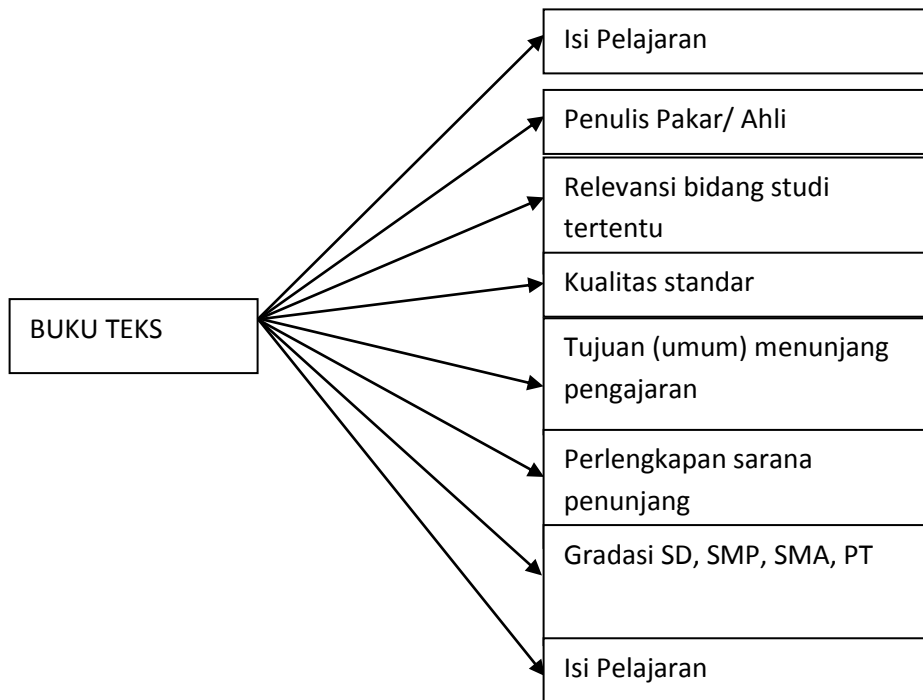 Isi Pelajaran
Penulis Pakar/ Ahli
Relevansi bidang studi
tertentu
Kualitas standar
BUKU TEKS
Tujuan (umum) menunjang
pengajaran
Perlengkapan sarana
penunjang
Gradasi SD, SMP, SMA, PT
Isi Pelajaran